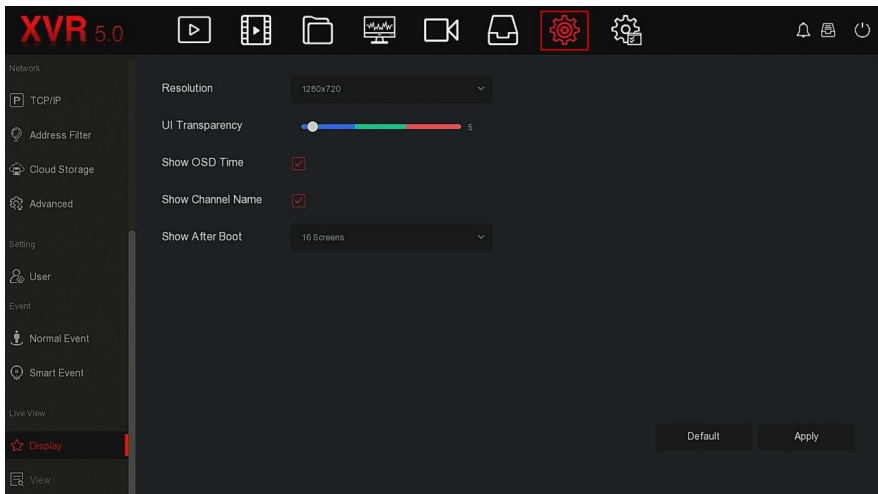 XVR 5.0
Network
P TCP/IP
Address Filter
Cloud Storage
Advanced
Setting
User
Event
Normal Event
Smart Event
Live View
Display
View
Resolution 1280x720
UI Transparency 5
Show OSD Time
Show Channel Name
Show After Boot 16 Screens
Default Apply